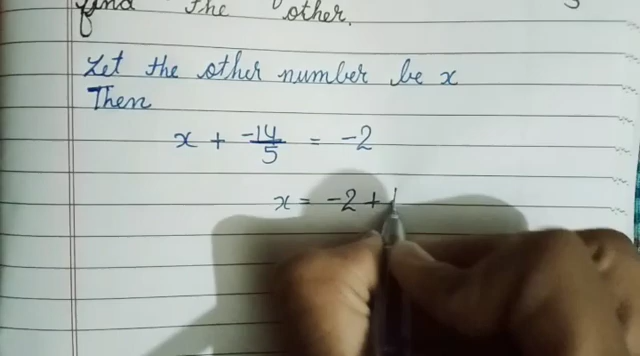 find the other.
Let the other number be x
Then
x + -14/5 = -2
x = -2 +